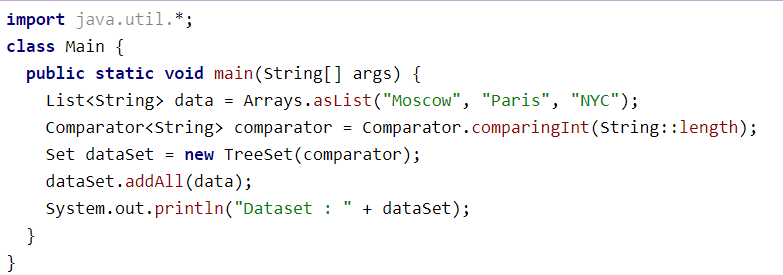 import java.util.*;
class Main {
  public static void main(String[] args) {
    List<String> data = Arrays.asList("Moscow", "Paris", "NYC");
    Comparator<String> comparator = Comparator.comparingInt(String::length);
    Set dataSet = new TreeSet(comparator);
    dataSet.addAll(data);
    System.out.println("Dataset : " + dataSet);
  }
}